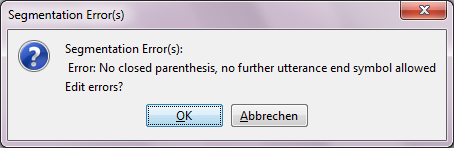 Segmentation Error(s)
Segmentation Error(s):
Error: No closed parenthesis, no further utterance end symbol allowed
Edit errors?
OK Abbrechen